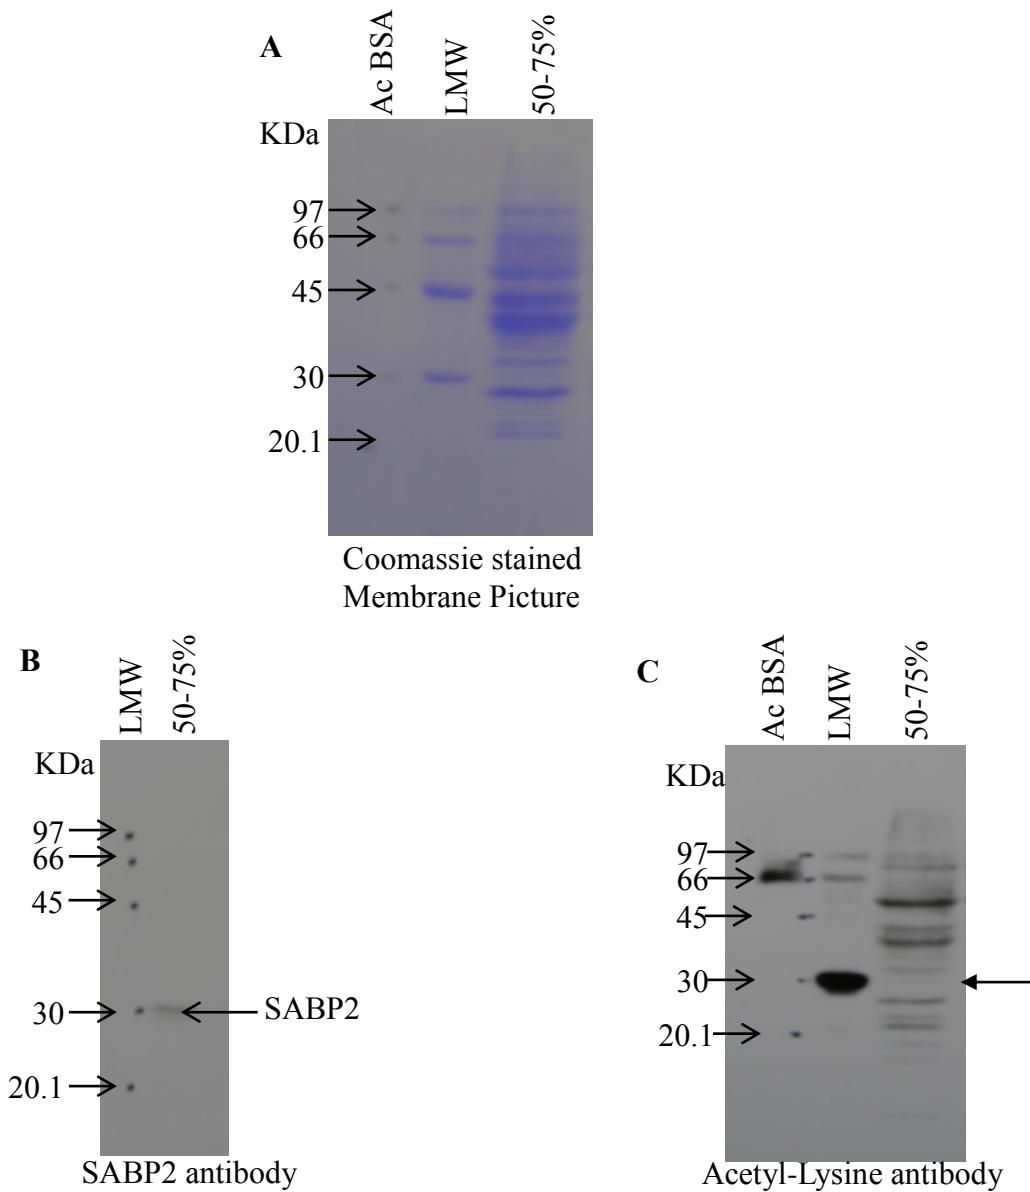 A
Ac BSA
LMW
50-75%
KDa
97
66
45
30
20.1
Coomassie stained
Membrane Picture
B
LMW
50-75%
KDa
97
66
45
30
20.1
SABP2
SABP2 antibody
C
Ac BSA
LMW
50-75%
KDa
97
66
45
30
20.1
Acetyl-Lysine antibody